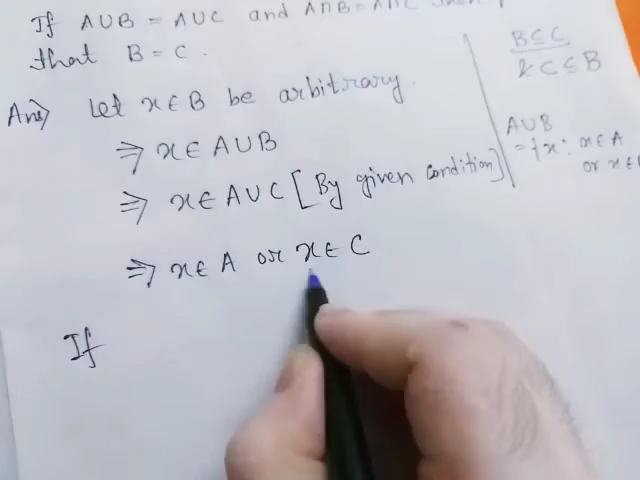 If A∪B = A∪C and A∩B = A∩C then
that B = C.
Ans) Let x∈B be arbitrary.
⇒ x∈A∪B
⇒ x∈A∪C [By given condition]
⇒ x∈A or x∈C
If
B⊆C
& C⊆B
A∪B
= {x : x∈A
or x∈